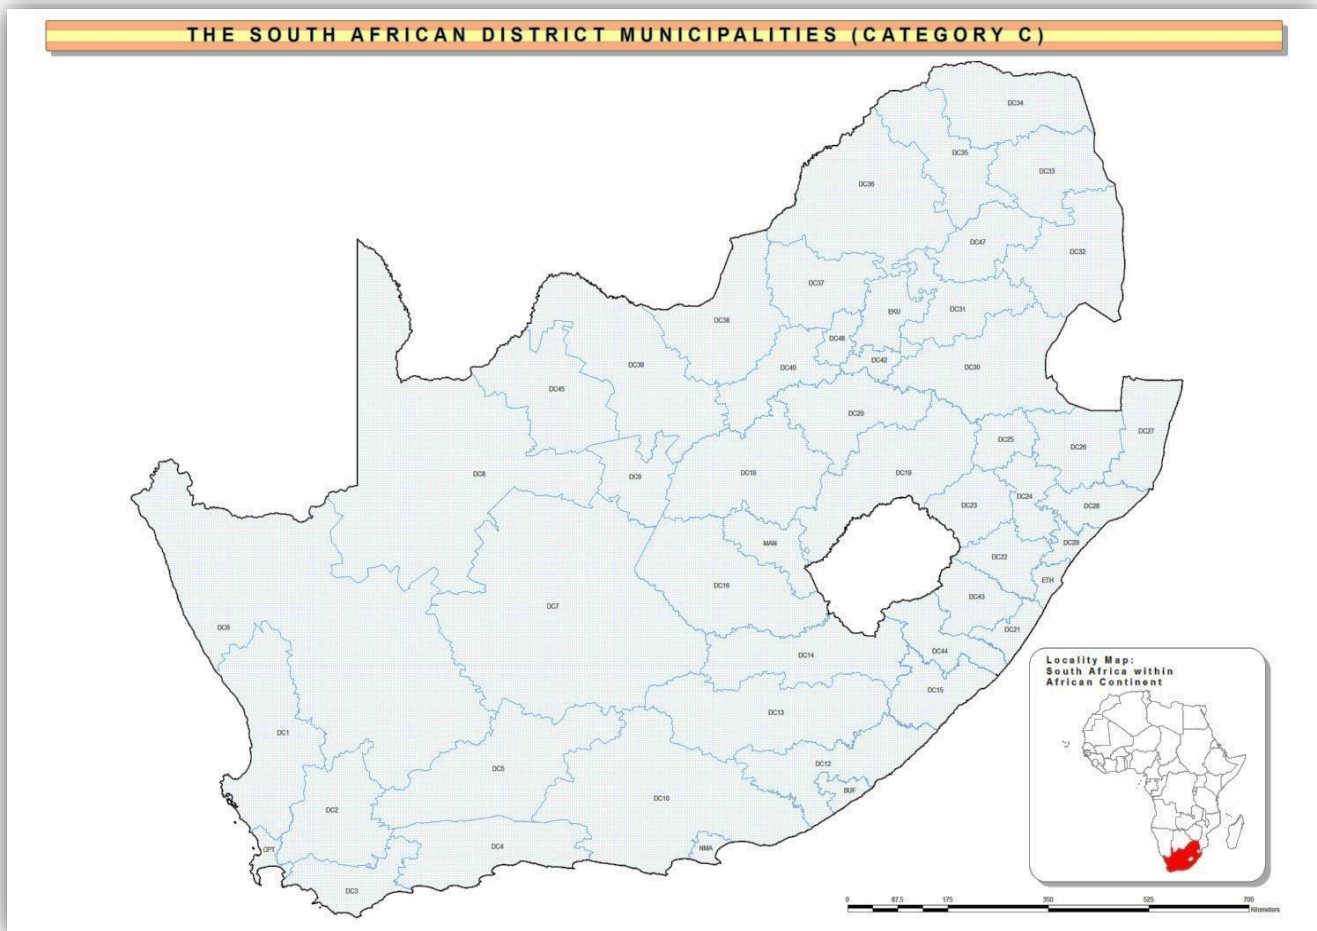 THE SOUTH AFRICAN DISTRICT MUNICIPALITIES (CATEGORY C)
DC34
DC35
DC33
DC36
DC47
DC32
DC37
EKU
DC31
DC38
DC48
DC42
DC39
DC40
DC30
DC45
DC20
DC25
DC27
DC26
DC8
DC9
DC18
DC19
DC24
DC23
DC28
MAN
DC29
DC22
ETH
DC16
DC43
DC7
DC6
DC21
DC14
DC44
DC15
DC13
DC1
DC5
DC12
BUF
DC10
DC2
CPT
DC4
NMA
DC3
Locality Map:
South Africa within
African Continent
0 87.5 175 350 525 700
Kilometers